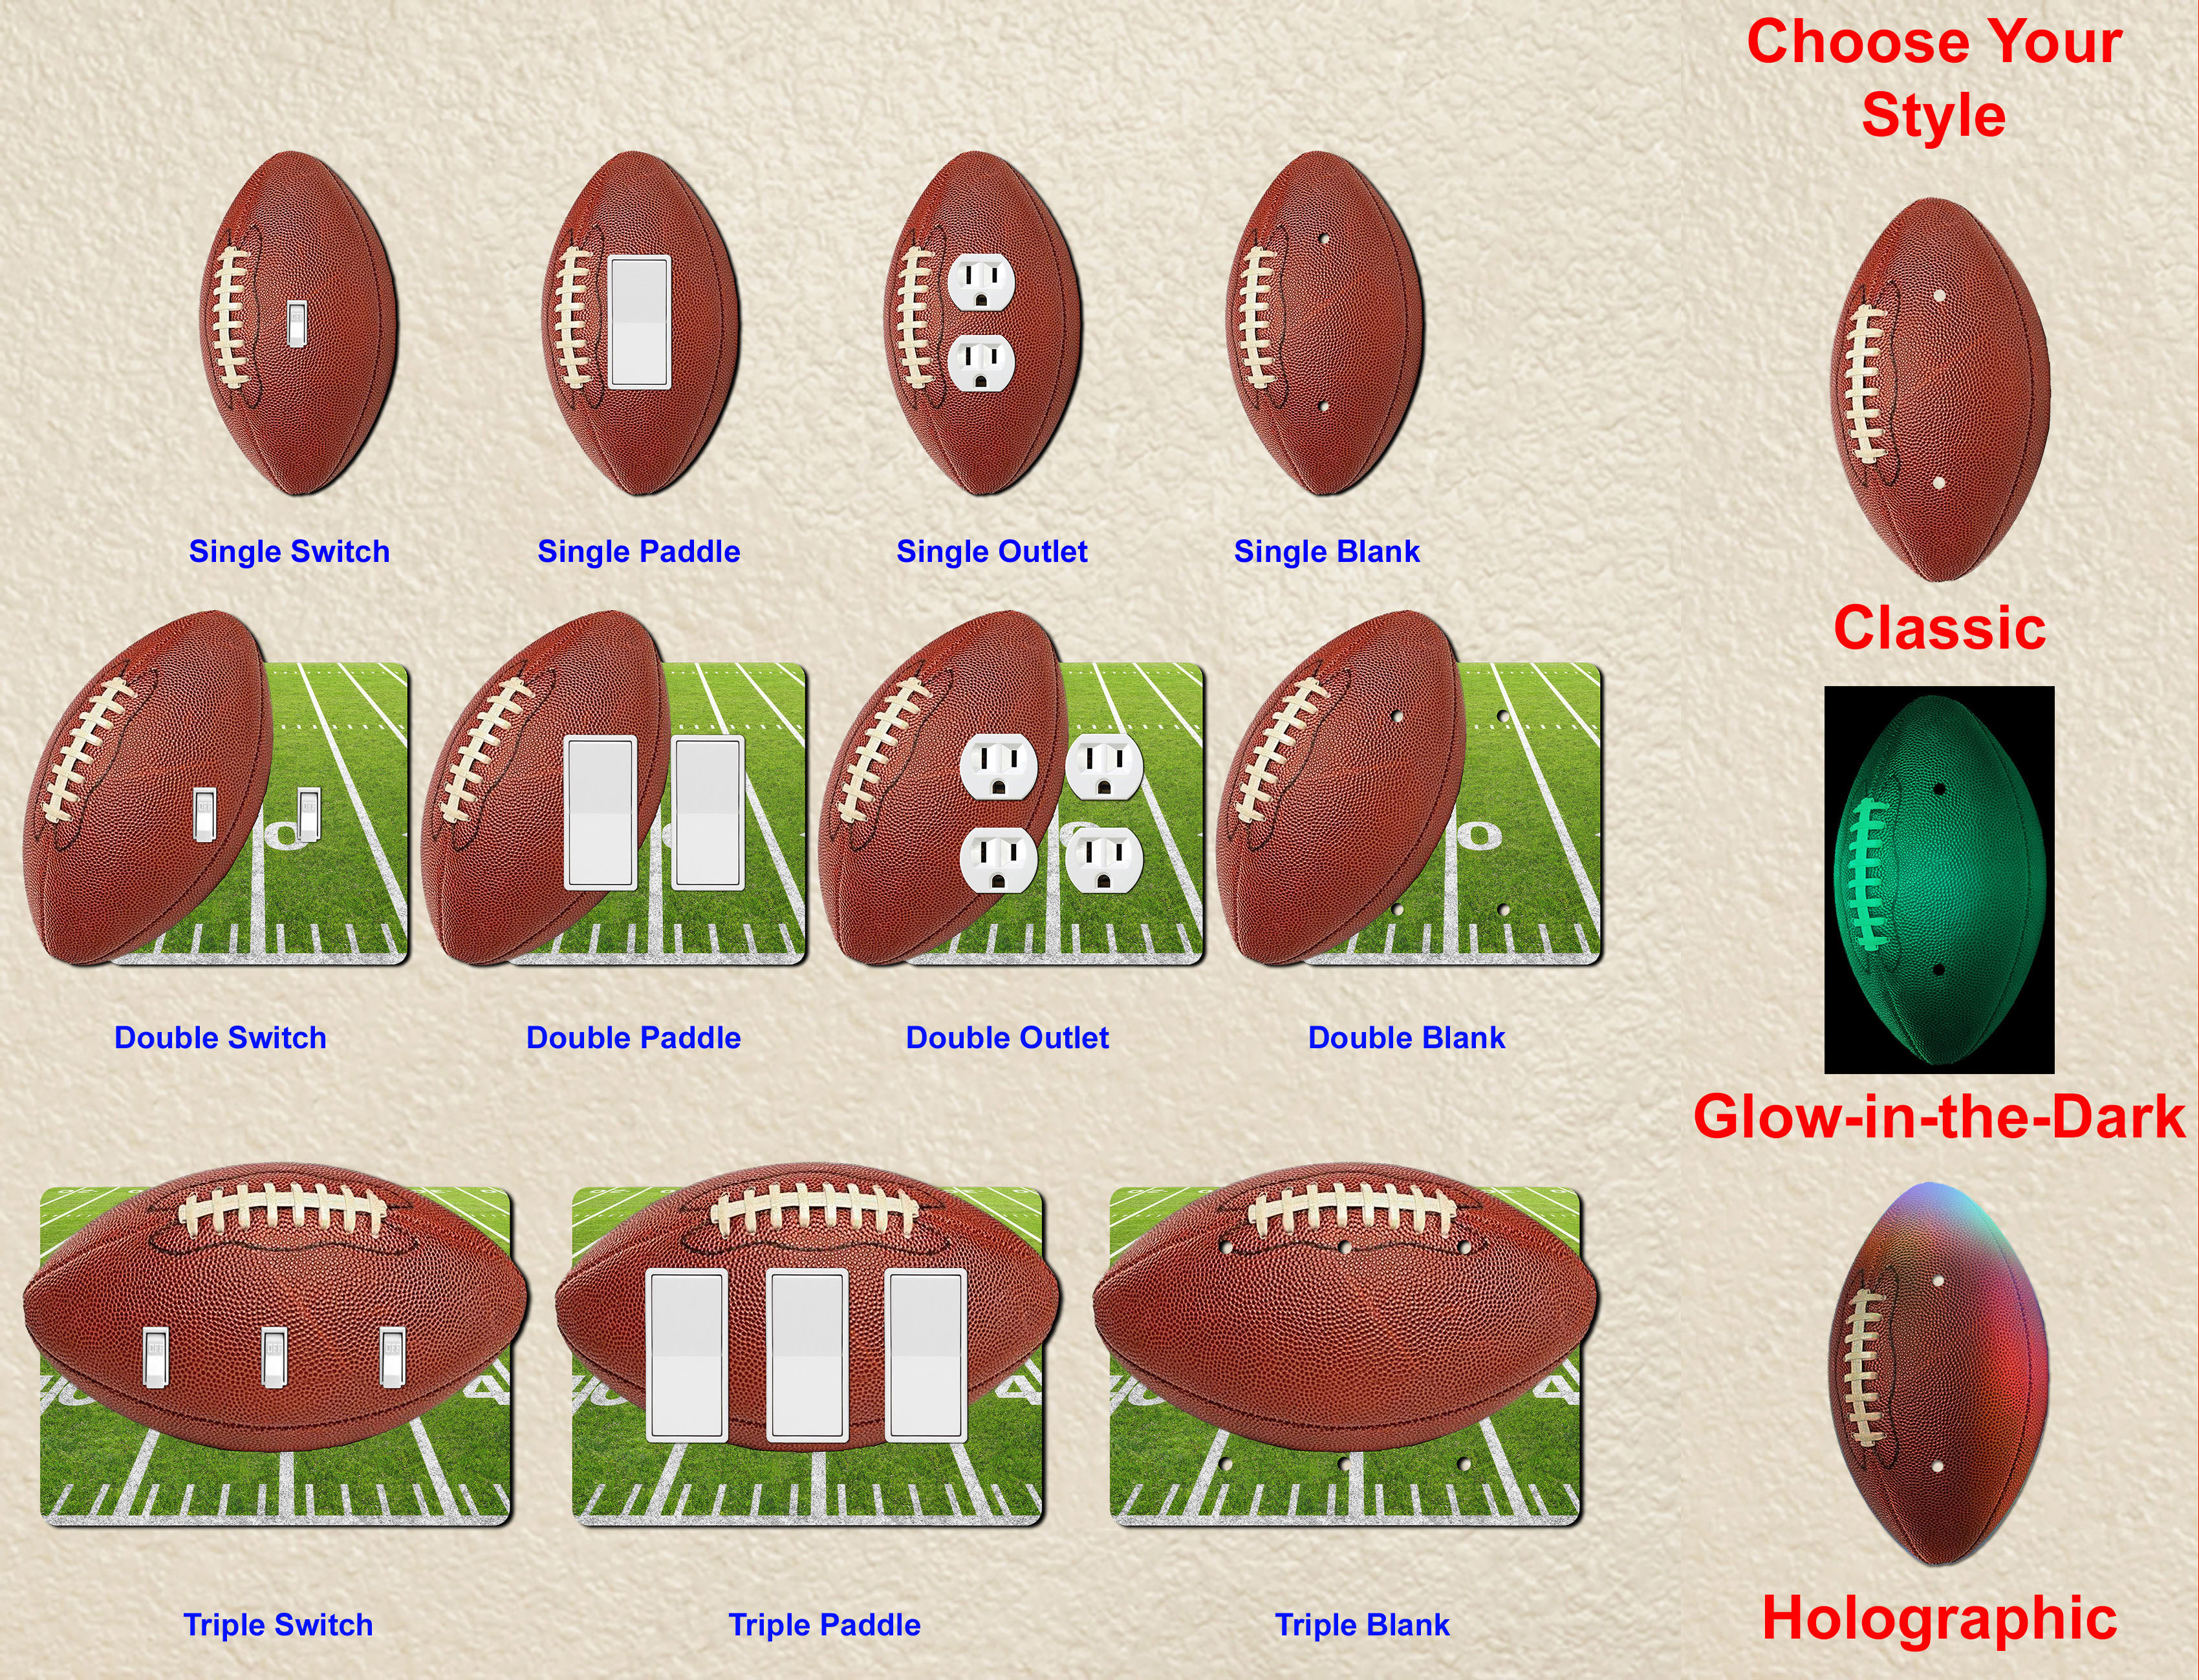 Choose Your
Style
Single Switch
Single Paddle
Single Outlet
Single Blank
Classic
Double Switch
Double Paddle
Double Outlet
Double Blank
Glow-in-the-Dark
Triple Switch
Triple Paddle
Triple Blank
Holographic